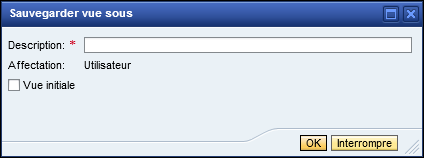 Sauvegarder vue sous
Description: *
Affectation: Utilisateur
Vue initiale
OK Interrompre